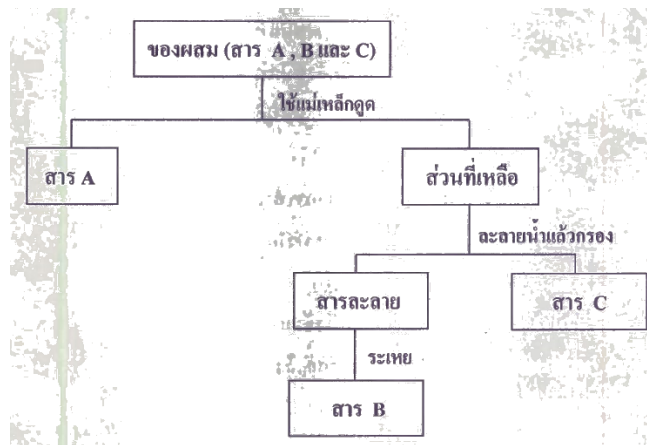 ของผสม (สาร A , B และ C)
ใช้แม่เหล็กดูด
สาร A
ส่วนที่เหลือ
ละลายน้ำแล้วกรอง
สารละลาย
สาร C
ระเหย
สาร B